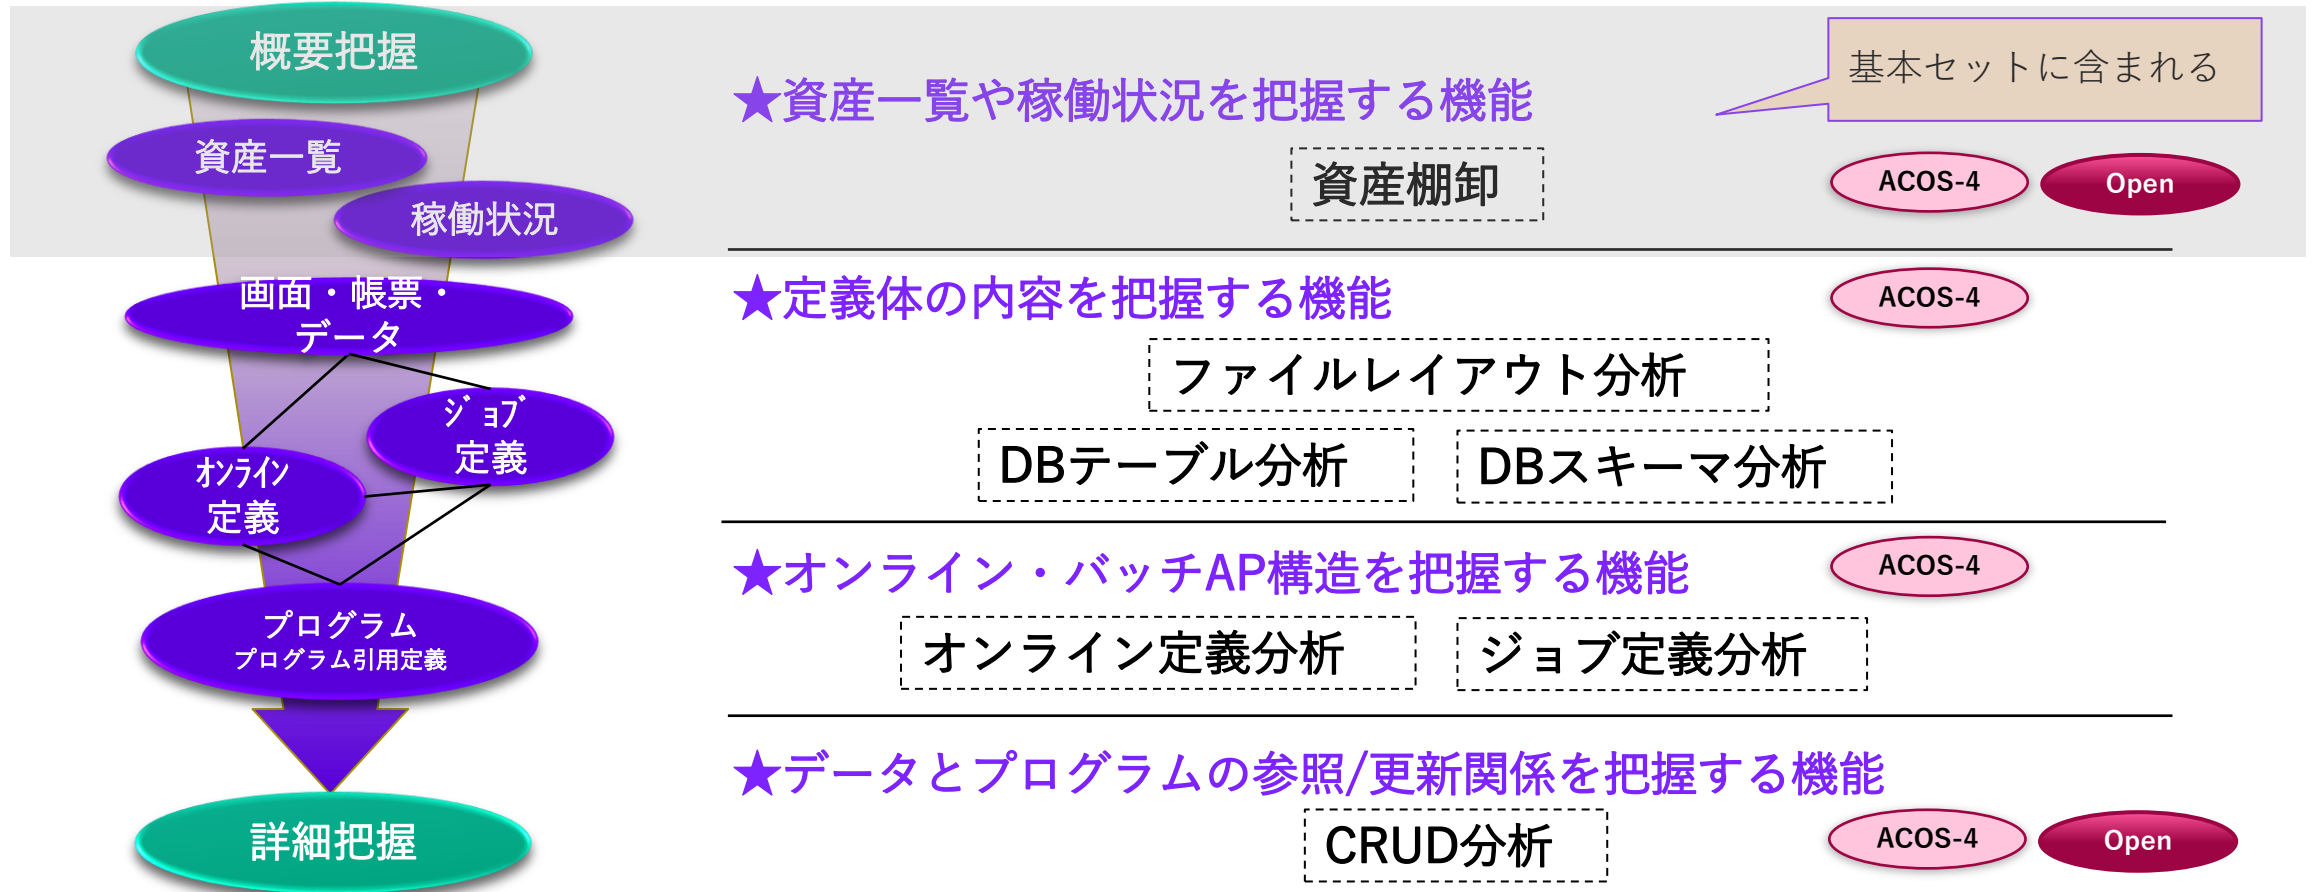 概要把握
資産一覧
稼働状況
画面・帳票・
データ
ｼﾞｮﾌﾞ
定義
ｵﾝﾗｲﾝ
定義
プログラム
プログラム引用定義
詳細把握
基本セットに含まれる
★資産一覧や稼働状況を把握する機能
資産棚卸
ACOS-4
Open
★定義体の内容を把握する機能
ACOS-4
ファイルレイアウト分析
DBテーブル分析
DBスキーマ分析
★オンライン・バッチAP構造を把握する機能
ACOS-4
オンライン定義分析
ジョブ定義分析
★データとプログラムの参照/更新関係を把握する機能
CRUD分析
ACOS-4
Open